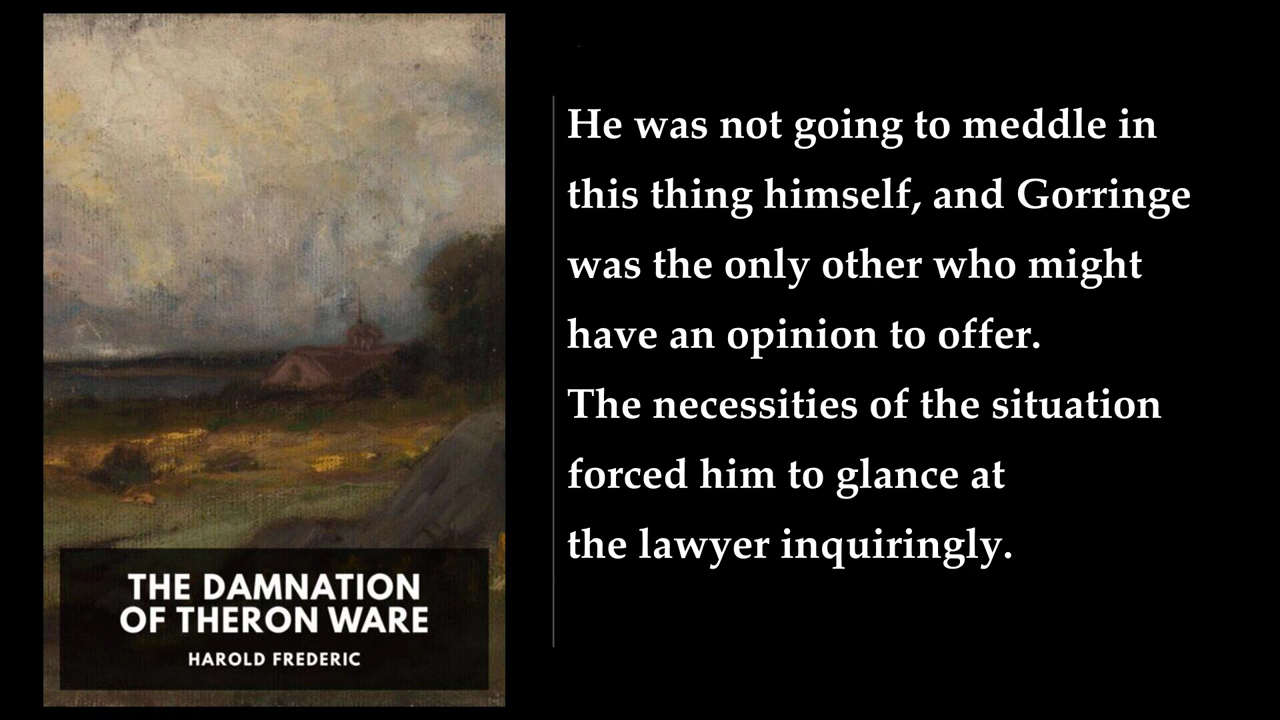 He was not going to meddle in
this thing himself, and Gorringe
was the only other who might
have an opinion to offer.
The necessities of the situation
forced him to glance at
the lawyer inquiringly.
THE DAMNATION
OF THERON WARE
HAROLD FREDERIC